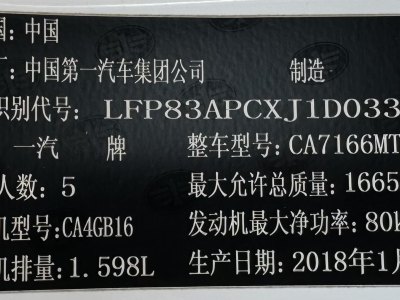 国：中国
厂：中国第一汽车集团公司 制造
识别代号：LFP83APCXJ1D033
一汽 牌 整车型号：CA7166MT
人数：5 最大允许总质量：1665
机型号：CA4GB16 发动机最大净功率：80k
机排量：1.598L 生产日期：2018年1月